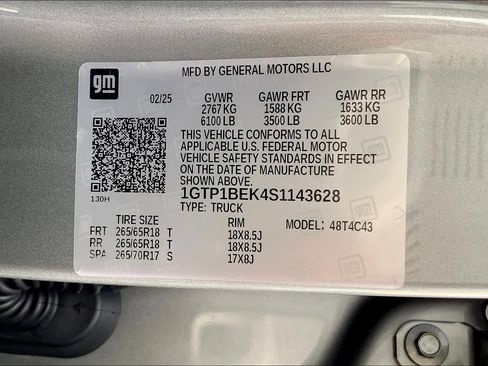 gm
MFD BY GENERAL MOTORS LLC
02/25 GVWR GAWR FRT GAWR RR
2767 KG 1588 KG 1633 KG
6100 LB 3500 LB 3600 LB
THIS VEHICLE CONFORMS TO ALL
APPLICABLE U.S. FEDERAL MOTOR
VEHICLE SAFETY STANDARDS IN EFFECT
ON THE DATE OF MANUFACTURE
SHOWN ABOVE.
1GTP1BEK4S1143628
130H TYPE: TRUCK
TIRE SIZE RIM 48T4C43
FRT 265/65R18 T 18X8.5J
RR 265/65R18 T 18X8.5J
SPA 265/70R17 S 17X8J